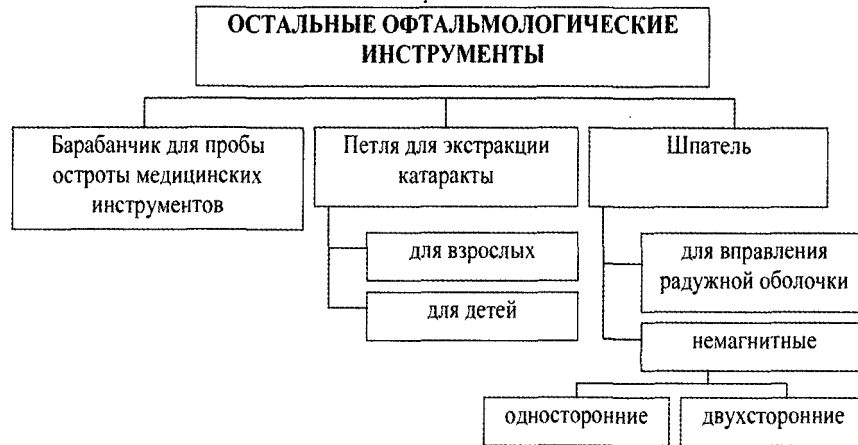 ОСТАЛЬНЫЕ ОФТАЛЬМОЛОГИЧЕСКИЕ
ИНСТРУМЕНТЫ
Барабанчик для пробы
остроты медицинских
инструментов
Петля для экстракции
катаракты
для взрослых
для детей
Шпатель
для вправления
радужной оболочки
немагнитные
односторонние
двухсторонние